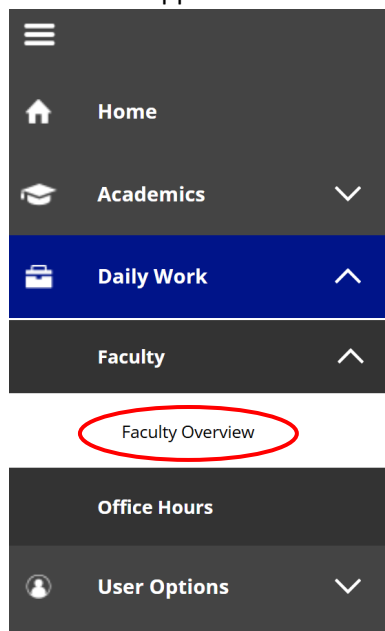 Home
Academics
Daily Work
Faculty
Faculty Overview
Office Hours
User Options